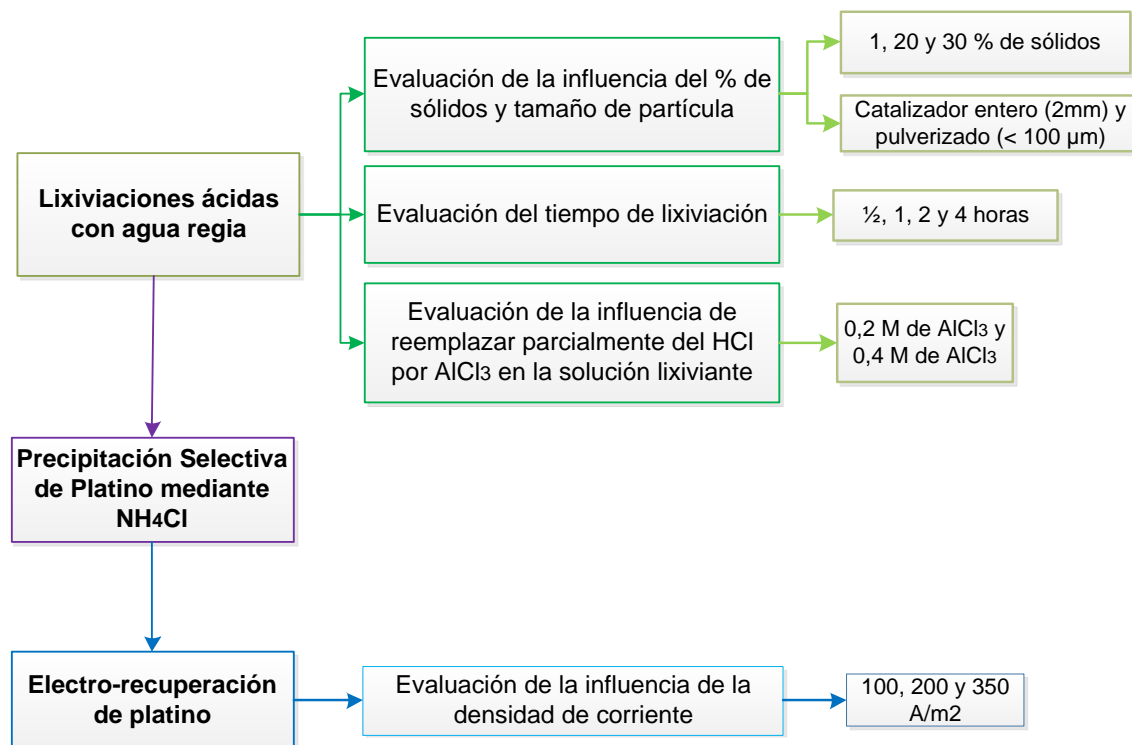 1, 20 y 30 % de sólidos
Evaluación de la influencia del % de
sólidos y tamaño de partícula
Catalizador entero (2mm) y
pulverizado (< 100 µm)
Lixiviaciones ácidas
con agua regia
Evaluación del tiempo de lixiviación
½, 1, 2 y 4 horas
Evaluación de la influencia de
reemplazar parcialmente del HCl
por AlCl3 en la solución lixiviante
0,2 M de AlCl3 y
0,4 M de AlCl3
Precipitación Selectiva
de Platino mediante
NH4Cl
Electro-recuperación
de platino
Evaluación de la influencia de la
densidad de corriente
100, 200 y 350
A/m2